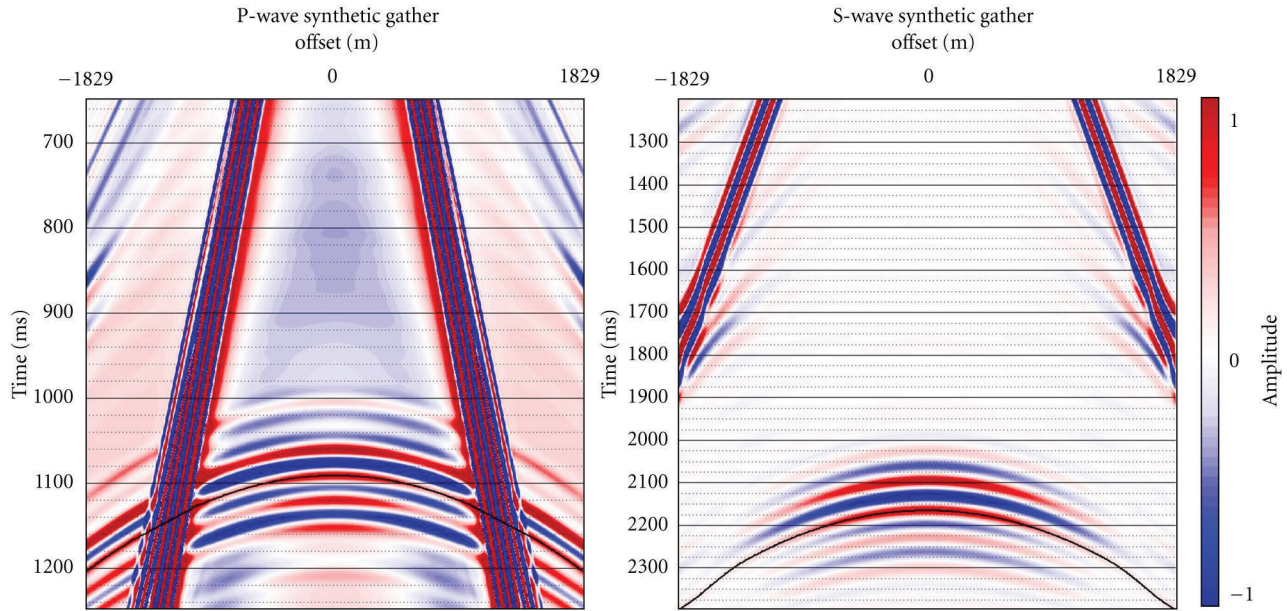 P-wave synthetic gather
offset (m)
−1829 0 1829
700
800
900
1000
1100
1200
Time (ms)
S-wave synthetic gather
offset (m)
−1829 0 1829
1300
1400
1500
1600
1700
1800
1900
2000
2100
2200
2300
Time (ms)
1
0
−1
Amplitude